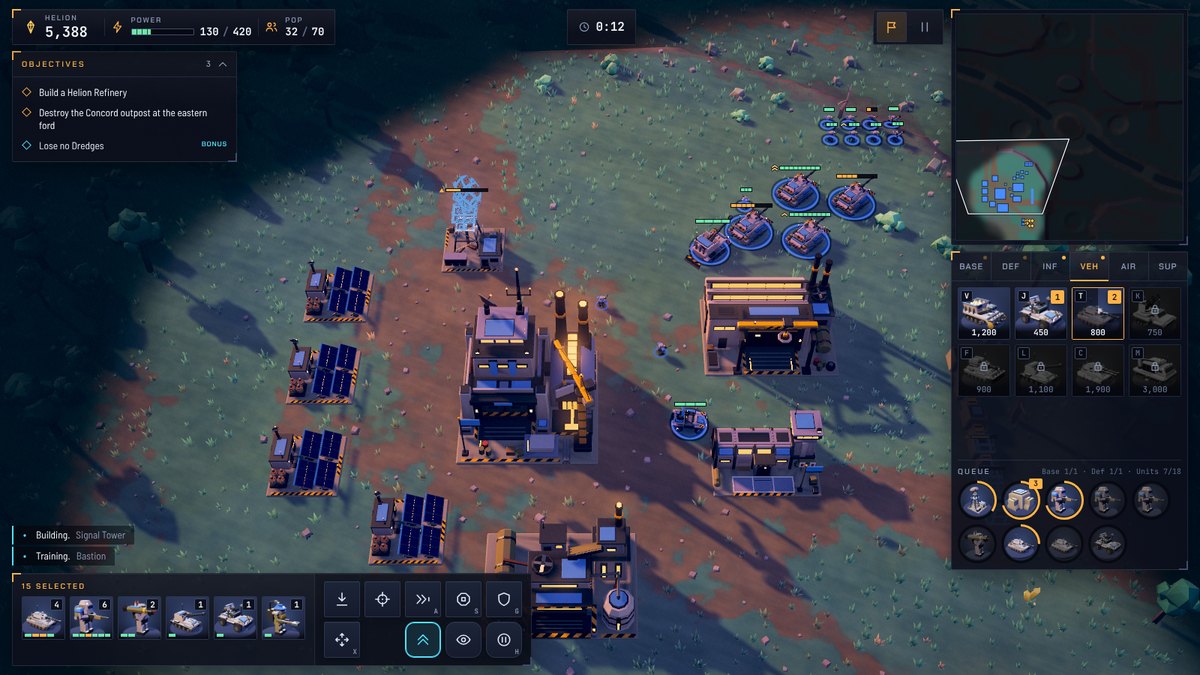 HELION
5,388
POWER
130 / 420
POP
32 / 70
0:12
OBJECTIVES 3
Build a Helion Refinery
Destroy the Concord outpost at the eastern
ford
Lose no Dredges BONUS
BASE DEF INF VEH AIR SUP
V J 1 T 2 K
1,200 450 800 750
F L C M
900 1,100 1,900 3,000
QUEUE Base 1/1 · Def 1/1 · Units 7/18
3
Building. Signal Tower
Training. Bastion
15 SELECTED
4 6 2 1 1 1
A S G
X H